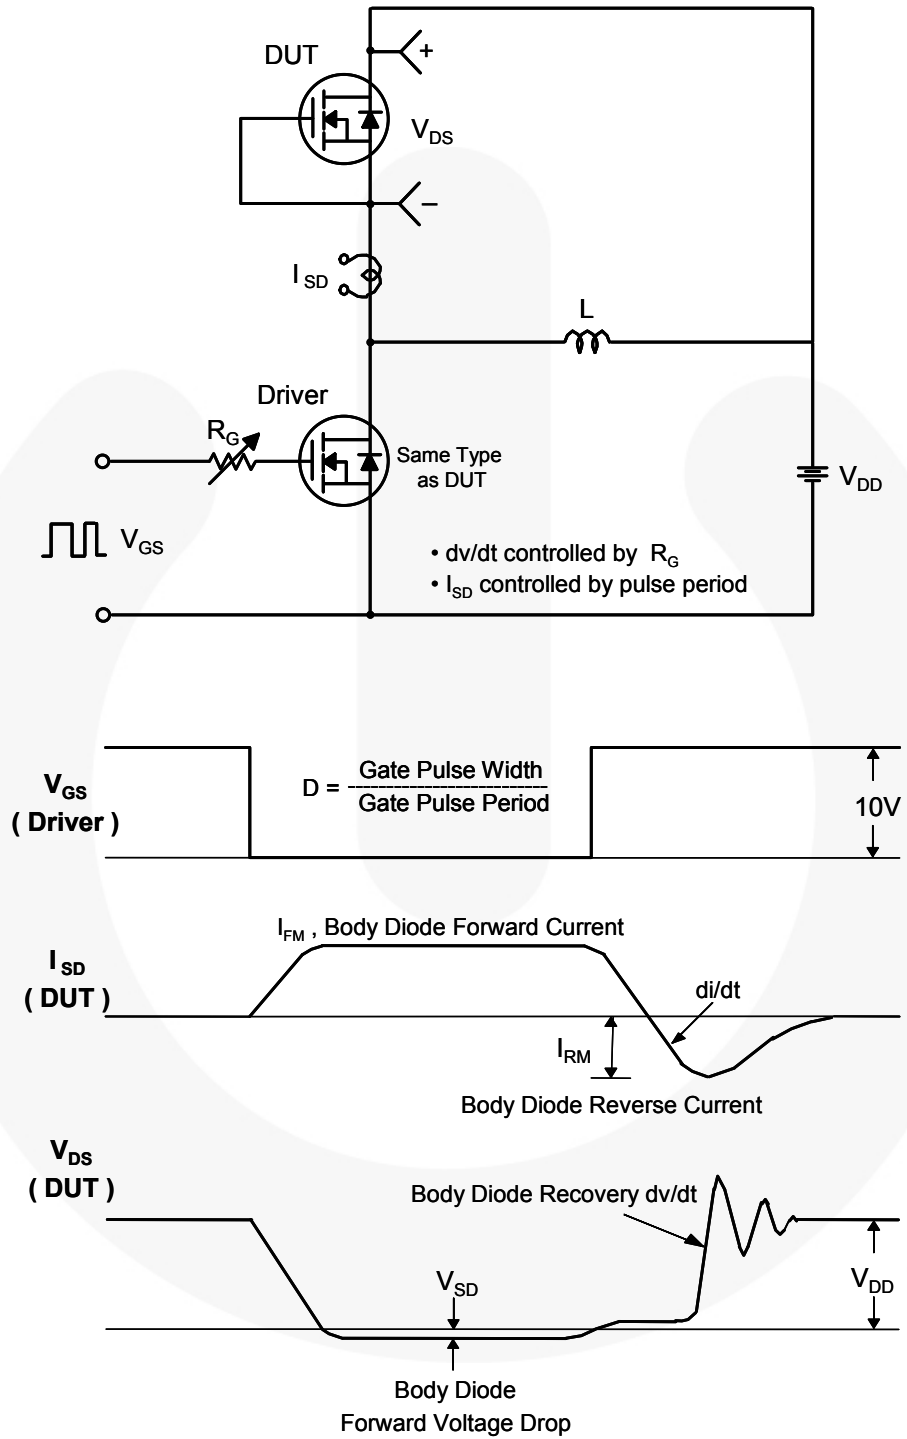 DUT
+
V_DS
−
I_SD
L
Driver
R_G
Same Type
as DUT
V_DD
V_GS
• dv/dt controlled by R_G
• I_SD controlled by pulse period
V_GS
( Driver )
D = Gate Pulse Width
Gate Pulse Period
10V
I_FM , Body Diode Forward Current
I_SD
( DUT )
di/dt
I_RM
Body Diode Reverse Current
V_DS
( DUT )
Body Diode Recovery dv/dt
V_SD
V_DD
Body Diode
Forward Voltage Drop